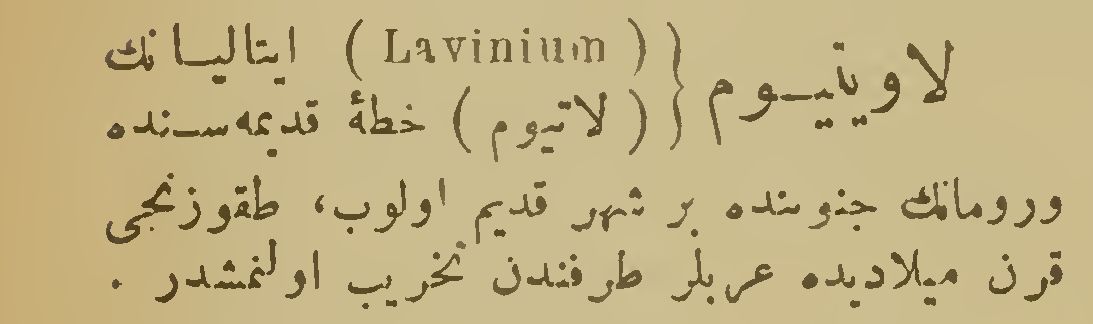 لاوینیوم { (Lavinium) ایتالیانك
(لاتیوم) خطهٔ قدیمه‌سنده
ورومانك جنوبنده بر شهر قدیم اولوب، طقوزنجی
قرن میلادیده عربلر طرفندن تخریب اولنمشدر .